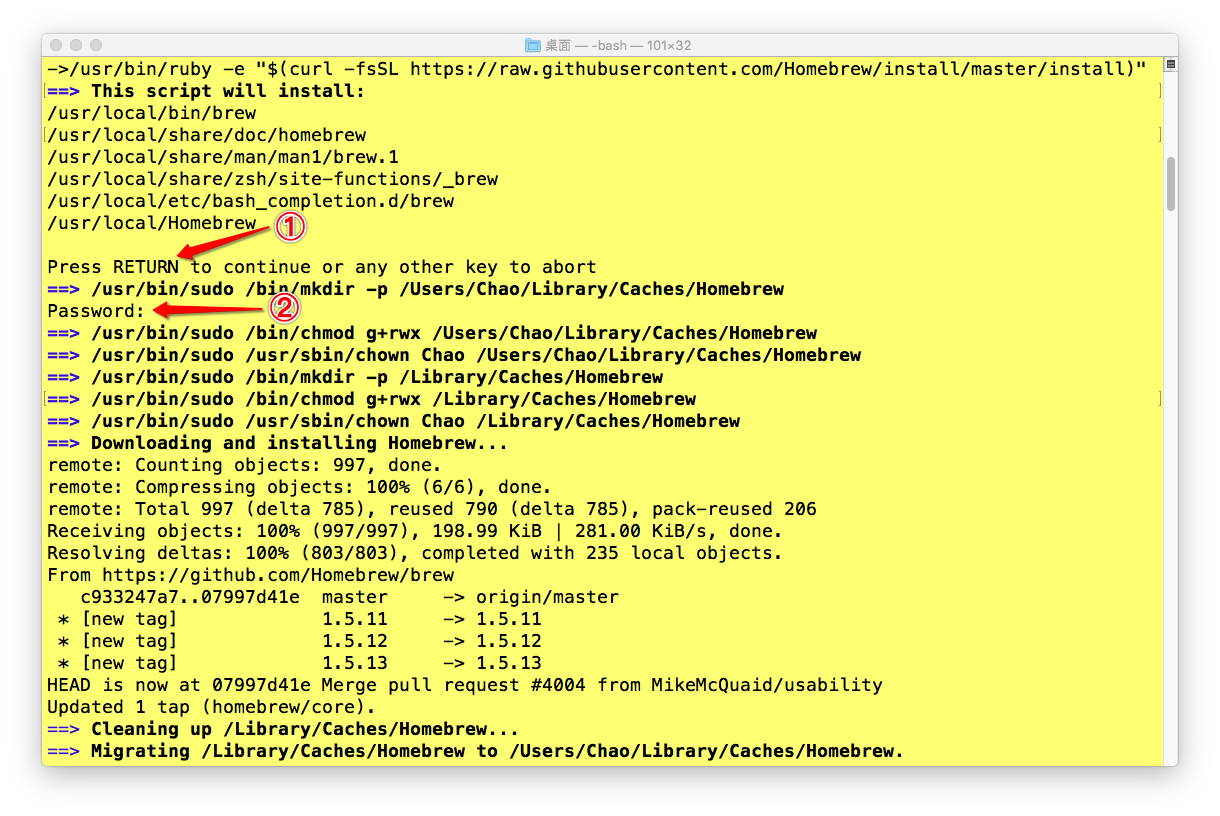 桌面 — -bash — 101×32
->/usr/bin/ruby -e "$(curl -fsSL https://raw.githubusercontent.com/Homebrew/install/master/install)"
==> This script will install:
/usr/local/bin/brew
/usr/local/share/doc/homebrew
/usr/local/share/man/man1/brew.1
/usr/local/share/zsh/site-functions/_brew
/usr/local/etc/bash_completion.d/brew
/usr/local/Homebrew
①
Press RETURN to continue or any other key to abort
==> /usr/bin/sudo /bin/mkdir -p /Users/Chao/Library/Caches/Homebrew
Password:
②
==> /usr/bin/sudo /bin/chmod g+rwx /Users/Chao/Library/Caches/Homebrew
==> /usr/bin/sudo /usr/sbin/chown Chao /Users/Chao/Library/Caches/Homebrew
==> /usr/bin/sudo /bin/mkdir -p /Library/Caches/Homebrew
==> /usr/bin/sudo /bin/chmod g+rwx /Library/Caches/Homebrew
==> /usr/bin/sudo /usr/sbin/chown Chao /Library/Caches/Homebrew
==> Downloading and installing Homebrew...
remote: Counting objects: 997, done.
remote: Compressing objects: 100% (6/6), done.
remote: Total 997 (delta 785), reused 790 (delta 785), pack-reused 206
Receiving objects: 100% (997/997), 198.99 KiB | 281.00 KiB/s, done.
Resolving deltas: 100% (803/803), completed with 235 local objects.
From https://github.com/Homebrew/brew
   c933247a7..07997d41e  master     -> origin/master
 * [new tag]             1.5.11     -> 1.5.11
 * [new tag]             1.5.12     -> 1.5.12
 * [new tag]             1.5.13     -> 1.5.13
HEAD is now at 07997d41e Merge pull request #4004 from MikeMcQuaid/usability
Updated 1 tap (homebrew/core).
==> Cleaning up /Library/Caches/Homebrew...
==> Migrating /Library/Caches/Homebrew to /Users/Chao/Library/Caches/Homebrew.